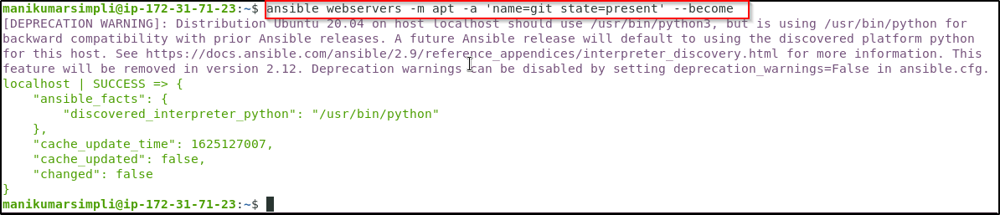 manikumarsimpli@ip-172-31-71-23:~$ ansible webservers -m apt -a 'name=git state=present' --become
[DEPRECATION WARNING]: Distribution Ubuntu 20.04 on host localhost should use /usr/bin/python3, but is using /usr/bin/python for
backward compatibility with prior Ansible releases. A future Ansible release will default to using the discovered platform python
for this host. See https://docs.ansible.com/ansible/2.9/reference_appendices/interpreter_discovery.html for more information. This
feature will be removed in version 2.12. Deprecation warnings can be disabled by setting deprecation_warnings=False in ansible.cfg.
localhost | SUCCESS => {
    "ansible_facts": {
        "discovered_interpreter_python": "/usr/bin/python"
    },
    "cache_update_time": 1625127007,
    "cache_updated": false,
    "changed": false
}
manikumarsimpli@ip-172-31-71-23:~$